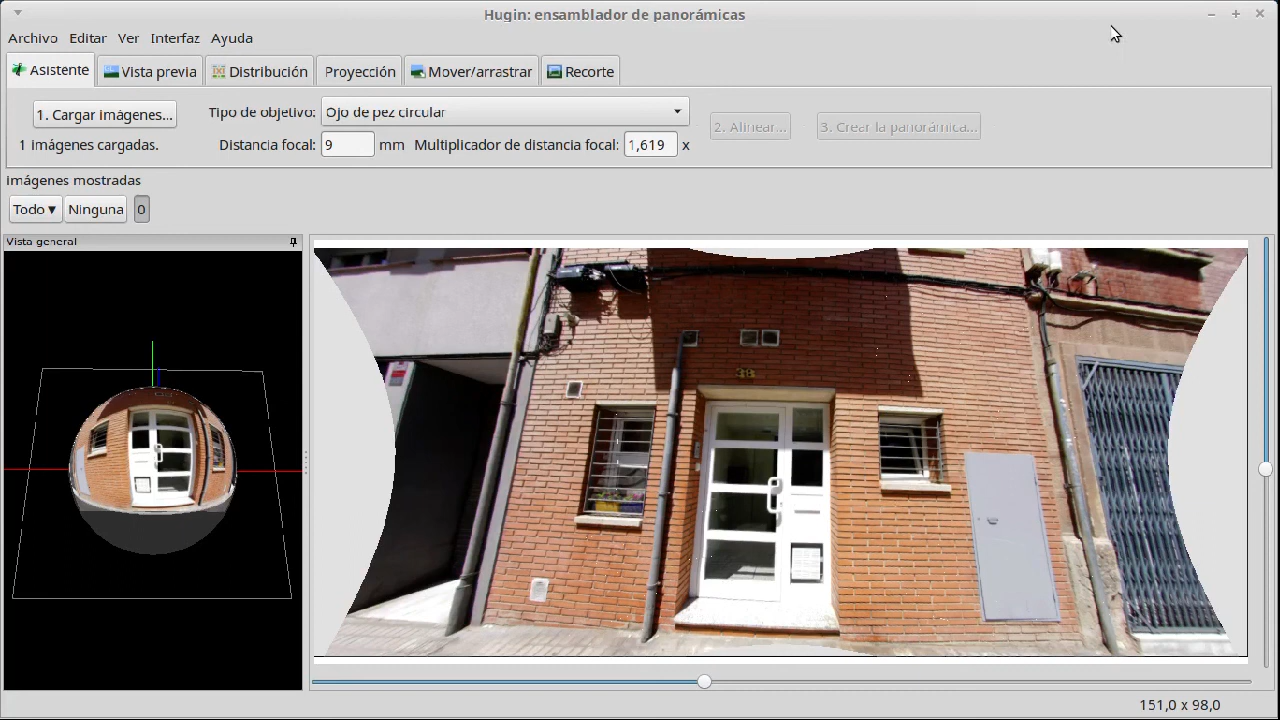 Hugin: ensamblador de panorámicas
Archivo Editar Ver Interfaz Ayuda
Asistente Vista previa Distribución Proyección Mover/arrastrar Recorte
1. Cargar imágenes... Tipo de objetivo: Ojo de pez circular 2. Alinear... 3. Crear la panorámica...
1 imágenes cargadas. Distancia focal: 9 mm Multiplicador de distancia focal: 1,619 x
imágenes mostradas
Todo ▾ Ninguna 0
Vista general
38
151,0 x 98,0